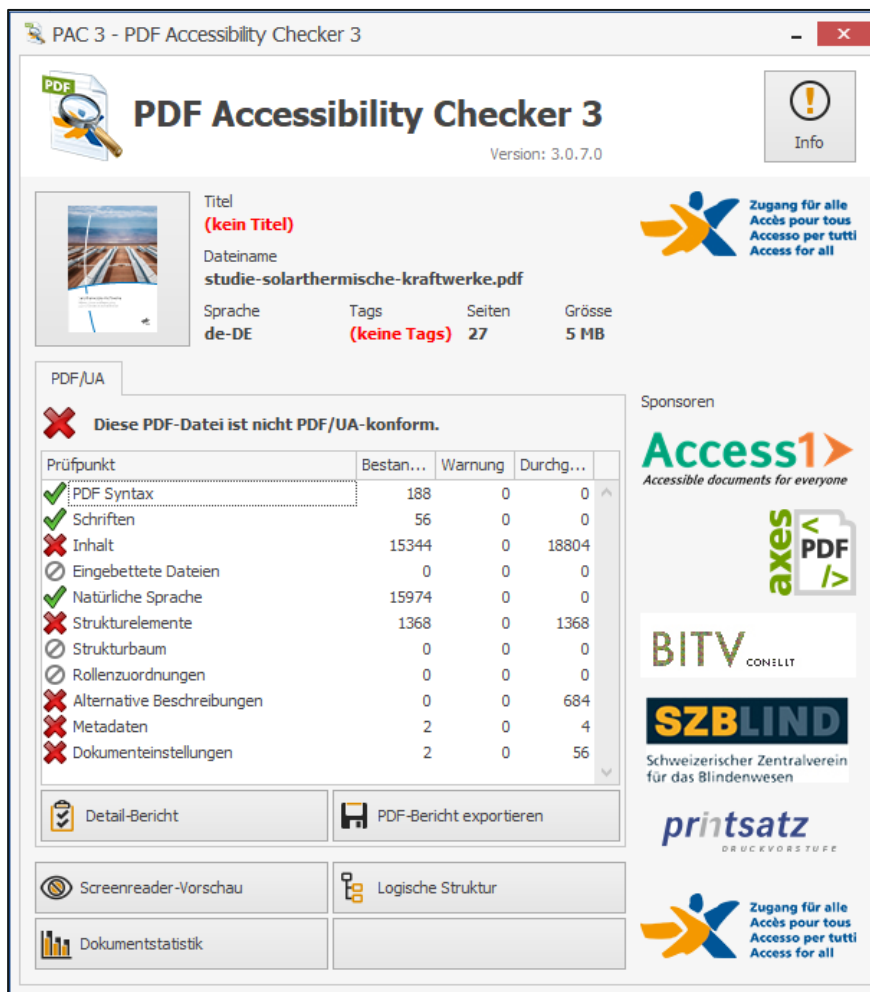 PAC 3 - PDF Accessibility Checker 3
PDF
PDF Accessibility Checker 3
Version: 3.0.7.0
Info
Titel
(kein Titel)
Dateiname
studie-solarthermische-kraftwerke.pdf
Sprache Tags Seiten Grösse
de-DE (keine Tags) 27 5 MB
Zugang für alle
Accès pour tous
Accesso per tutti
Access for all
PDF/UA
Diese PDF-Datei ist nicht PDF/UA-konform.
Prüfpunkt Bestan... Warnung Durchg...
PDF Syntax 188 0 0
Schriften 56 0 0
Inhalt 15344 0 18804
Eingebettete Dateien 0 0 0
Natürliche Sprache 15974 0 0
Strukturelemente 1368 0 1368
Strukturbaum 0 0 0
Rollenzuordnungen 0 0 0
Alternative Beschreibungen 0 0 684
Metadaten 2 0 4
Dokumenteinstellungen 2 0 56
Detail-Bericht
PDF-Bericht exportieren
Screenreader-Vorschau
Logische Struktur
Dokumentstatistik
Sponsoren
Access1
Accessible documents for everyone
axes
< PDF />
BITV CONSULT
SZBLIND
Schweizerischer Zentralverein
für das Blindenwesen
printsatz
DRUCKVORSTUFE
Zugang für alle
Accès pour tous
Accesso per tutti
Access for all